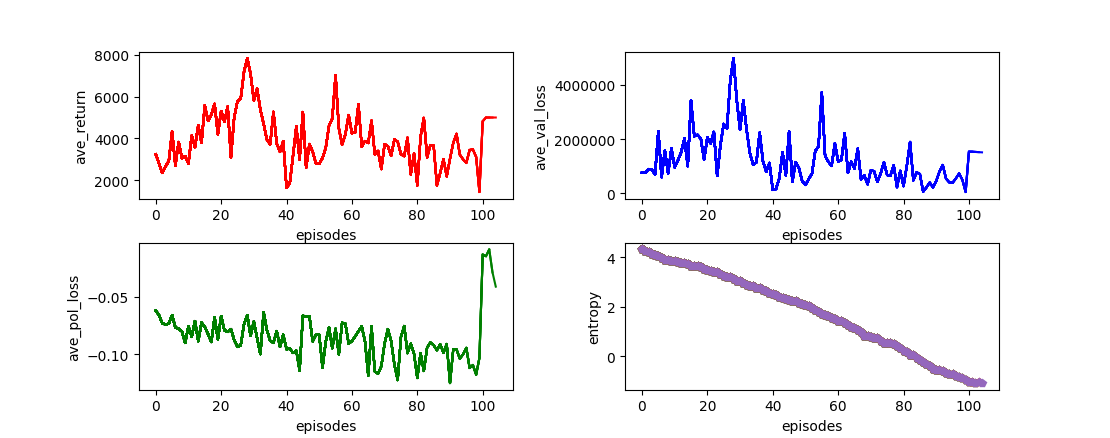 ave_return
8000
6000
4000
2000
0 20 40 60 80 100
episodes
ave_val_loss
4000000
2000000
0
0 20 40 60 80 100
episodes
ave_pol_loss
−0.05
−0.10
0 20 40 60 80 100
episodes
entropy
4
2
0
0 20 40 60 80 100
episodes